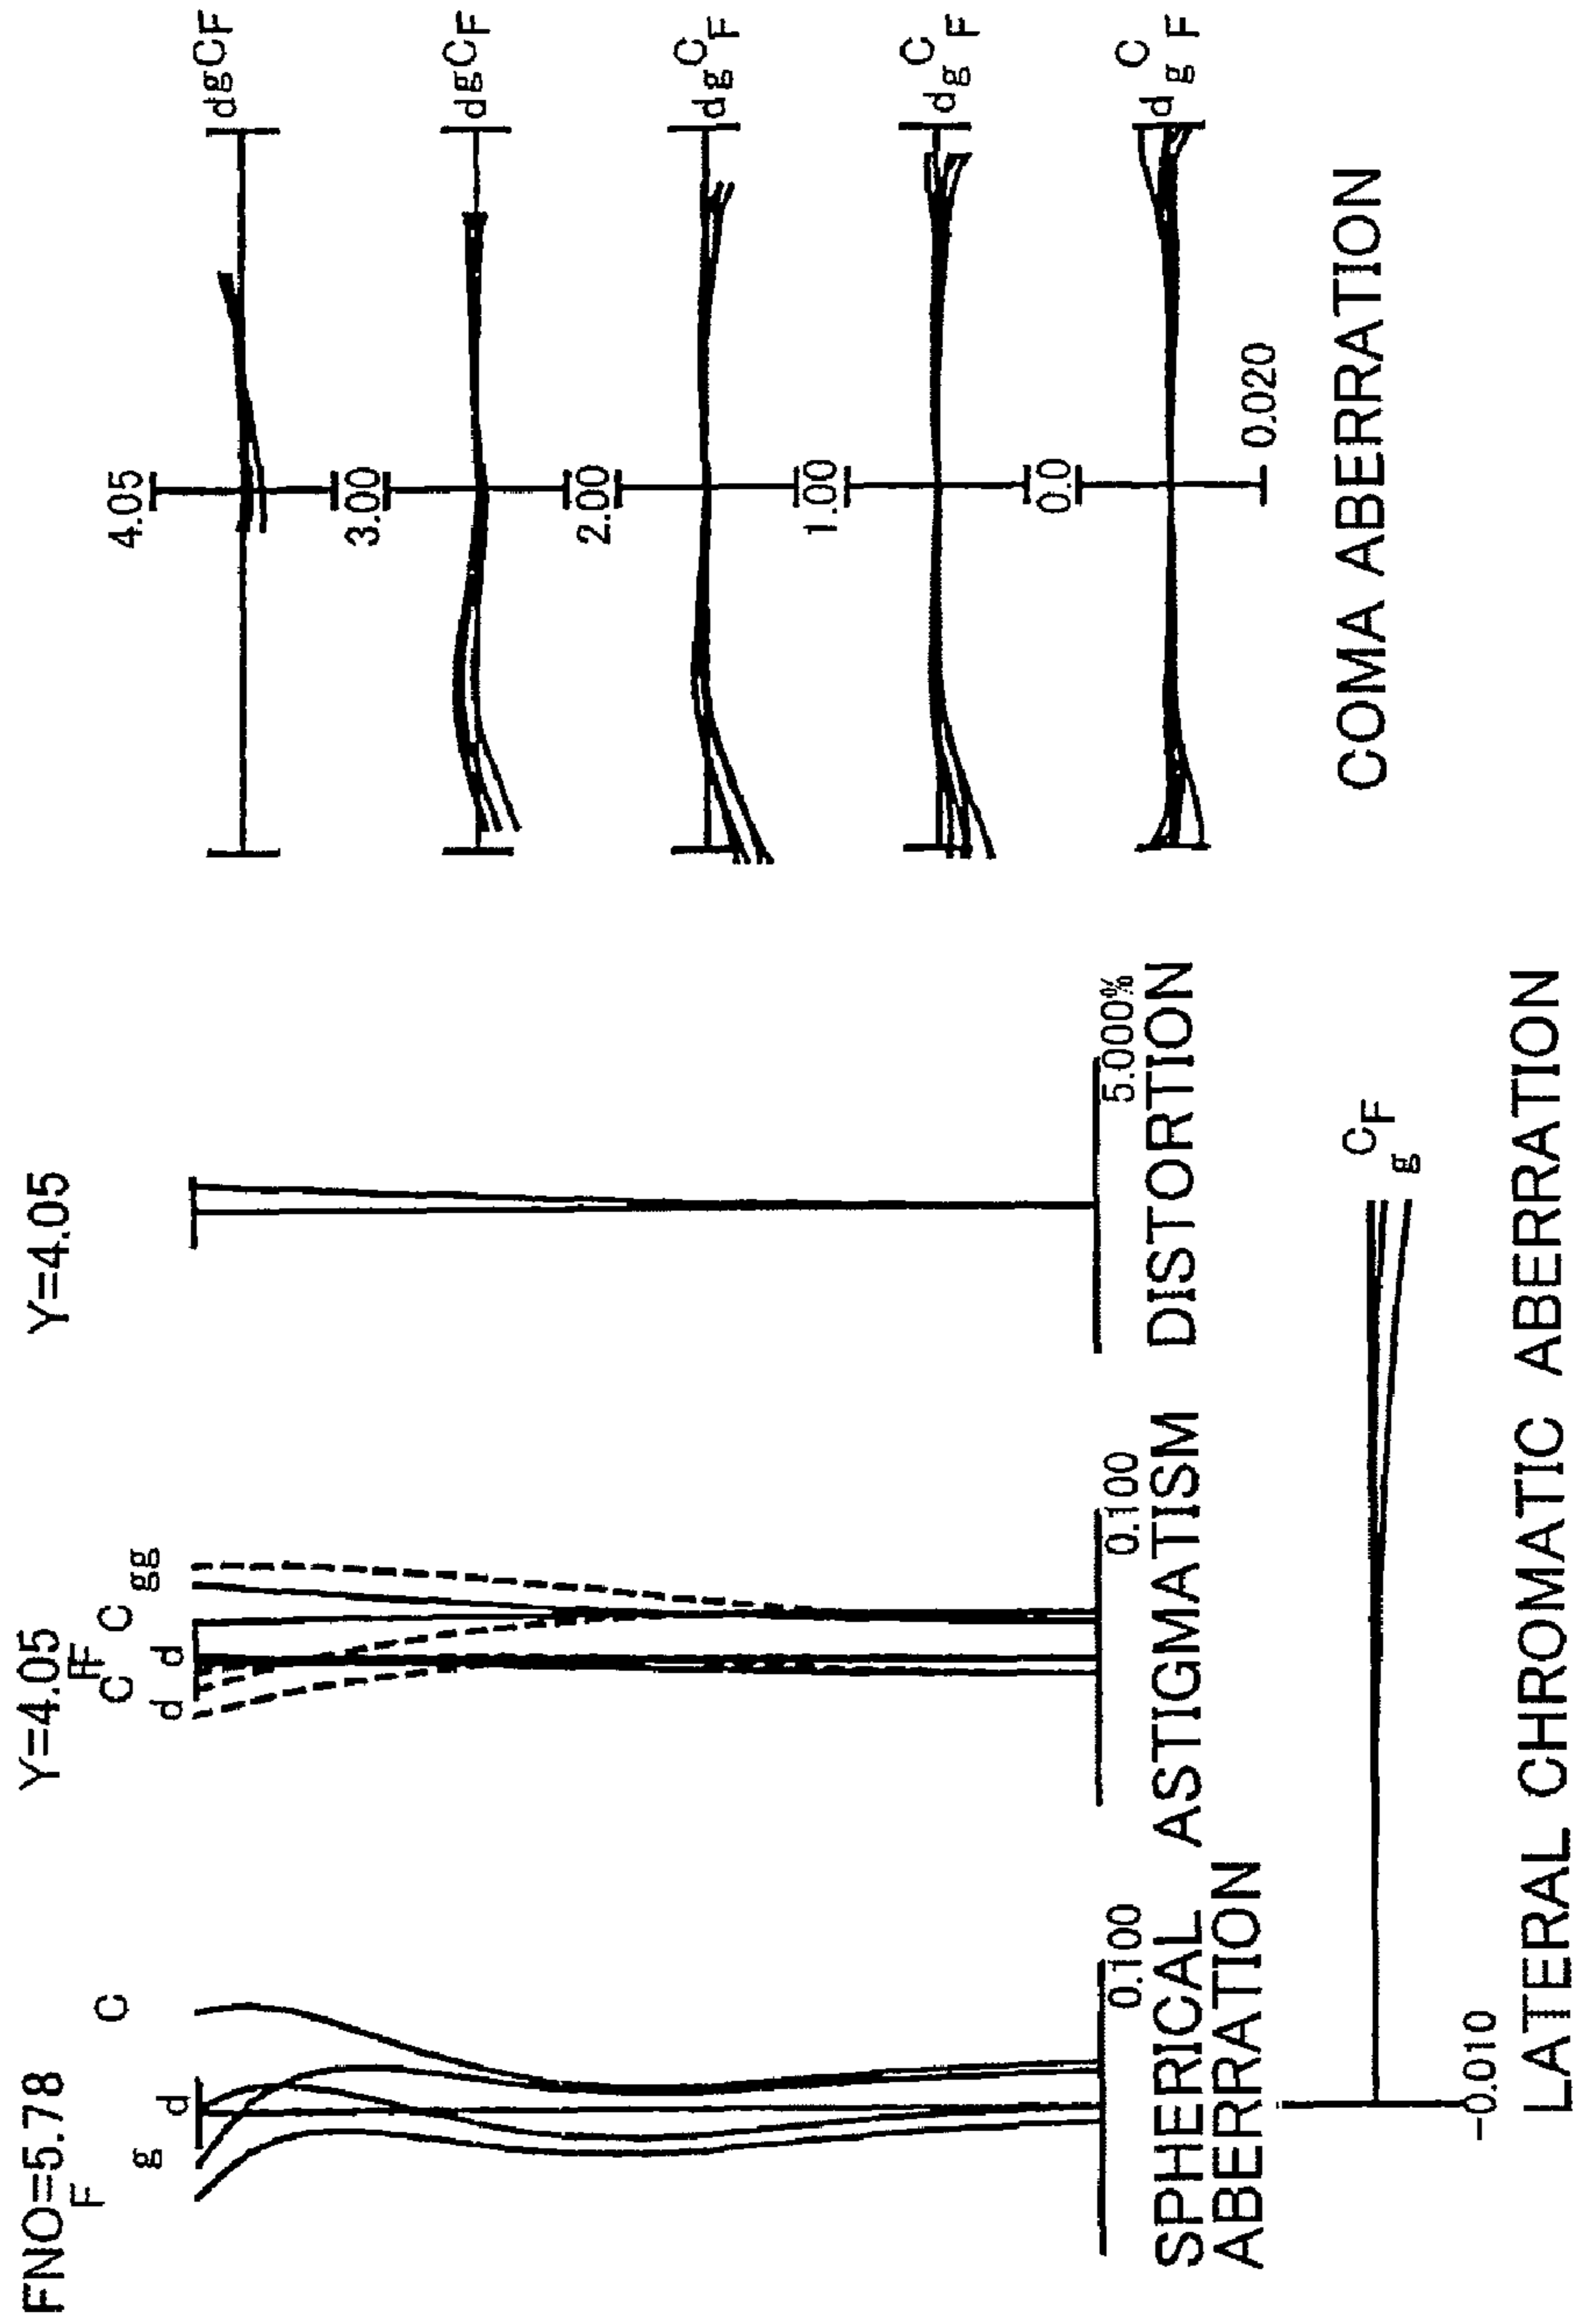 FNO=5.78
F
g
d
C
0.100
SPHERICAL
ABERRATION
Y=4.05
FF
d
C
d
C
gg
0.100
ASTIGMATISM
Y=4.05
5.000%
DISTORTION
4.05
dgCF
3.00
dgCF
2.00
dgCF
1.00
dgCF
0.0
dgCF
0.020
COMA ABERRATION
CF
g
-0.010
LATERAL CHROMATIC ABERRATION